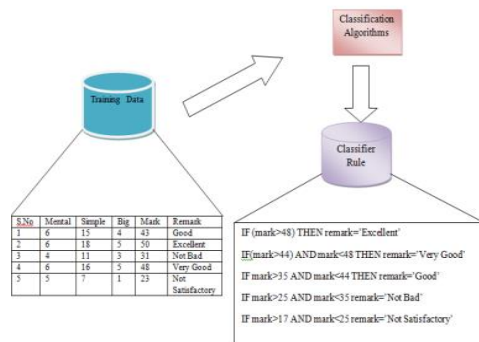 Classification
Algorithms
Training Data
Classifier
Rule
S.No Mental Simple Big Mark Remark
1 6 15 4 43 Good
2 6 18 5 50 Excellent
3 4 11 3 31 Not Bad
4 6 16 5 48 Very Good
5 5 7 1 23 Not
Satisfactory
IF (mark>48) THEN remark='Excellent'
IF(mark>44) AND mark<48 THEN remark='Very Good'
IF mark>35 AND mark<44 THEN remark='Good'
IF mark>25 AND mark<35 remark='Not Bad'
IF mark>17 AND mark<25 remark='Not Satisfactory'